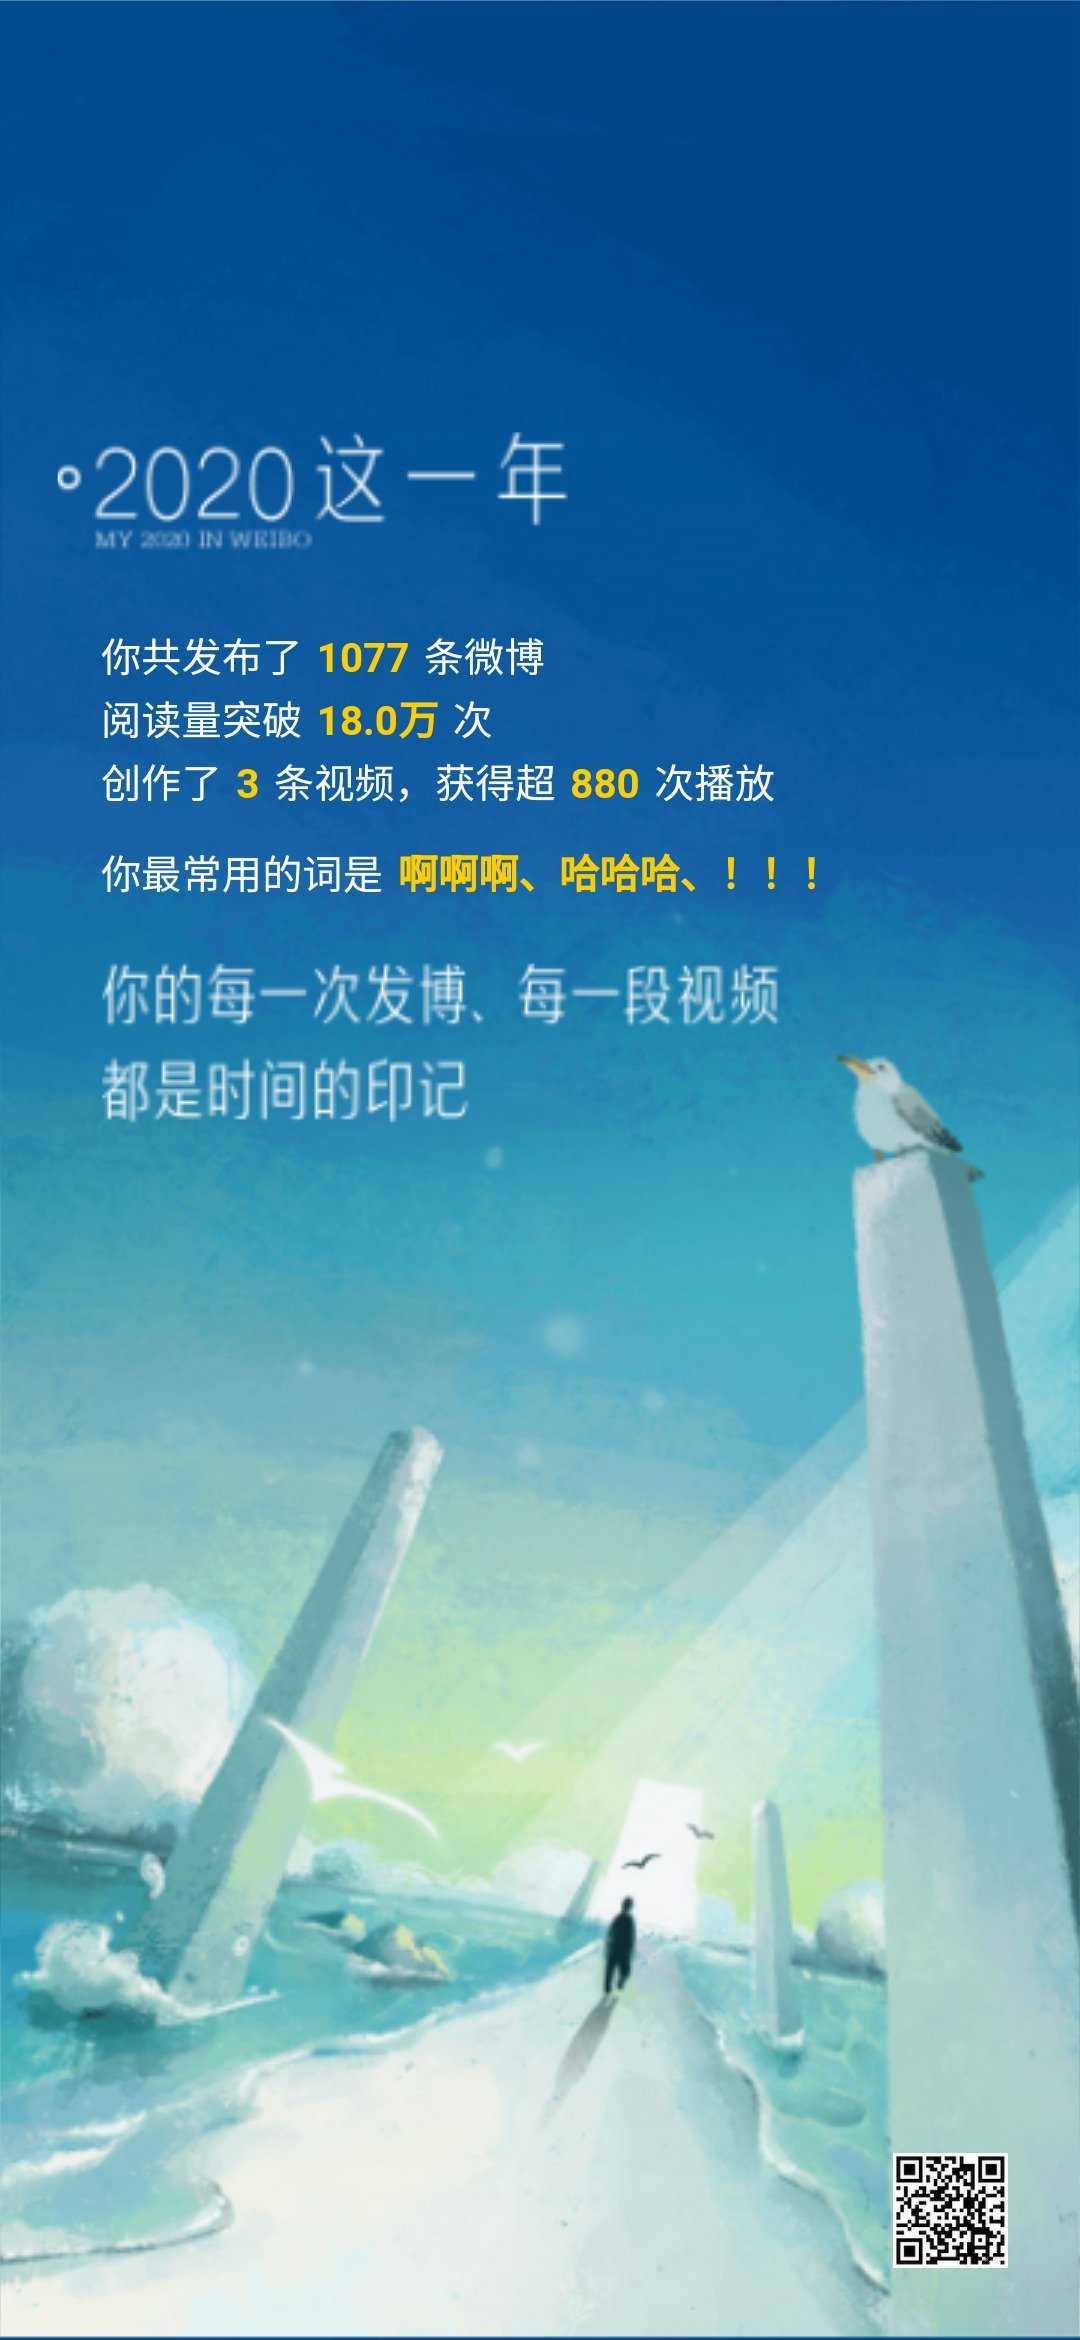 2020这一年
MY 2020 IN WEIBO
你共发布了 1077 条微博
阅读量突破 18.0万 次
创作了 3 条视频，获得超 880 次播放
你最常用的词是 啊啊啊、哈哈哈、！！！
你的每一次发博、每一段视频
都是时间的印记